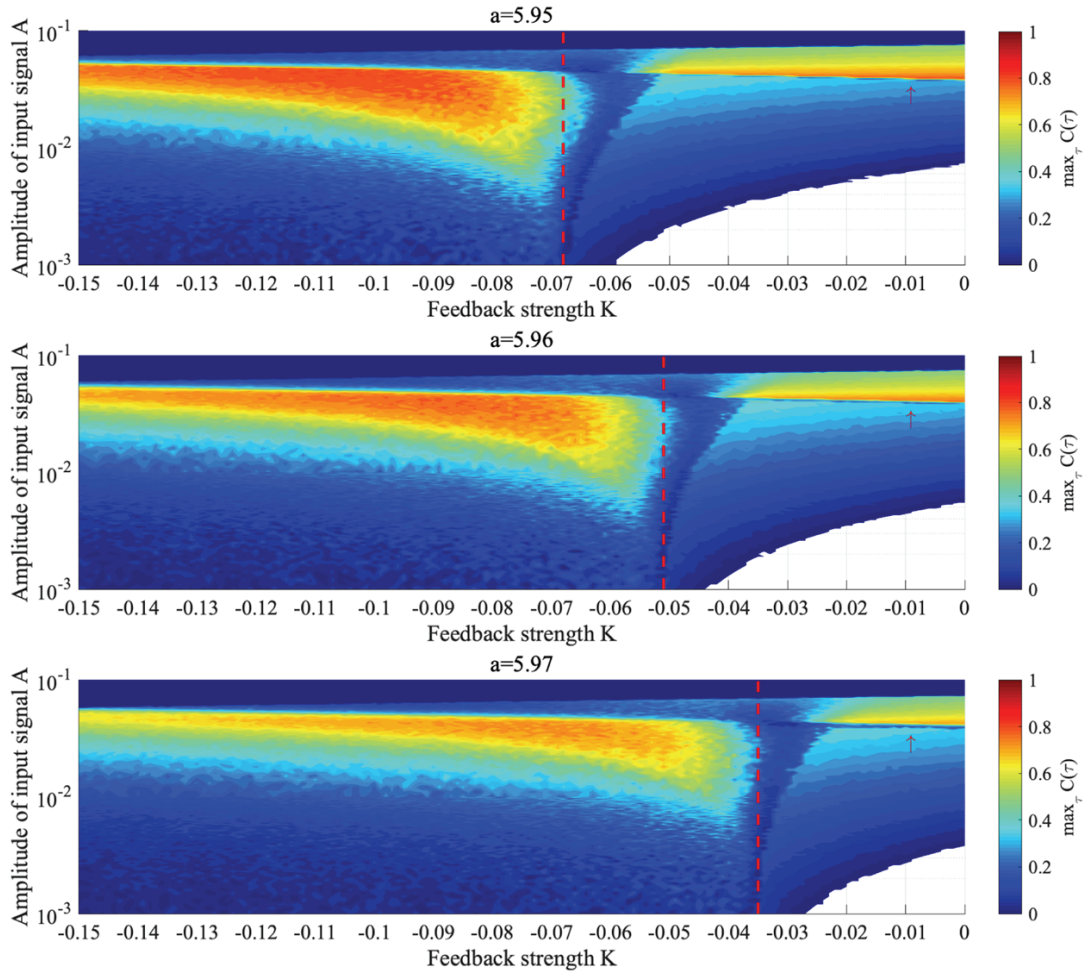 a=5.95
Amplitude of input signal A
10^-1
10^-2
10^-3
-0.15 -0.14 -0.13 -0.12 -0.11 -0.1 -0.09 -0.08 -0.07 -0.06 -0.05 -0.04 -0.03 -0.02 -0.01 0
Feedback strength K
↑
1
0.8
0.6
0.4
0.2
0
max_τ C(τ)
a=5.96
Amplitude of input signal A
10^-1
10^-2
10^-3
-0.15 -0.14 -0.13 -0.12 -0.11 -0.1 -0.09 -0.08 -0.07 -0.06 -0.05 -0.04 -0.03 -0.02 -0.01 0
Feedback strength K
↑
1
0.8
0.6
0.4
0.2
0
max_τ C(τ)
a=5.97
Amplitude of input signal A
10^-1
10^-2
10^-3
-0.15 -0.14 -0.13 -0.12 -0.11 -0.1 -0.09 -0.08 -0.07 -0.06 -0.05 -0.04 -0.03 -0.02 -0.01 0
Feedback strength K
↑
1
0.8
0.6
0.4
0.2
0
max_τ C(τ)